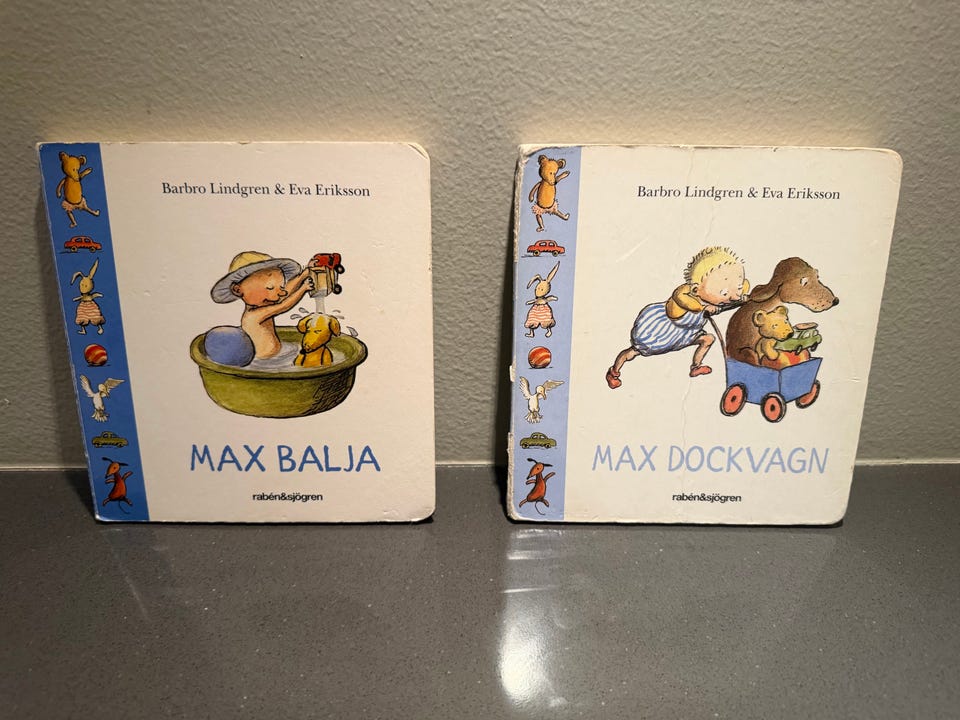 Barbro Lindgren & Eva Eriksson
MAX BALJA
rabén&sjögren
Barbro Lindgren & Eva Eriksson
MAX DOCKVAGN
rabén&sjögren